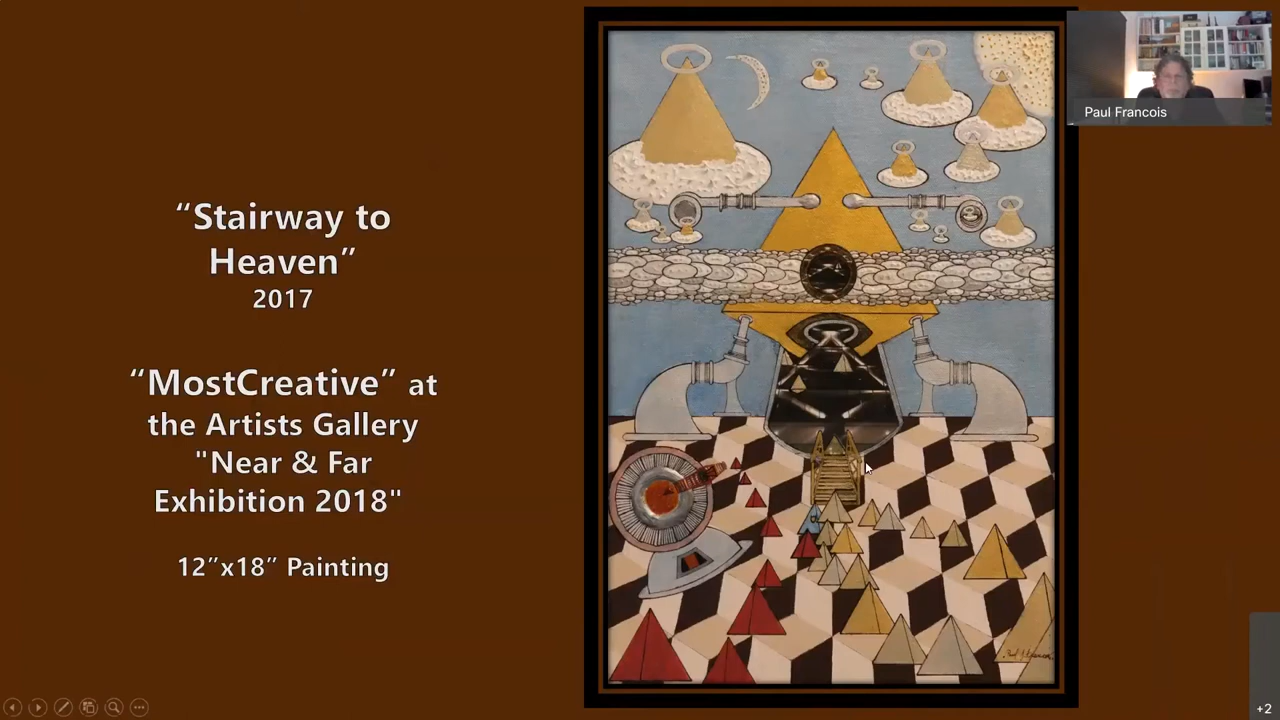 “Stairway to
Heaven”
2017
“MostCreative” at
the Artists Gallery
"Near & Far
Exhibition 2018"
12”x18” Painting
Paul Francois
+2